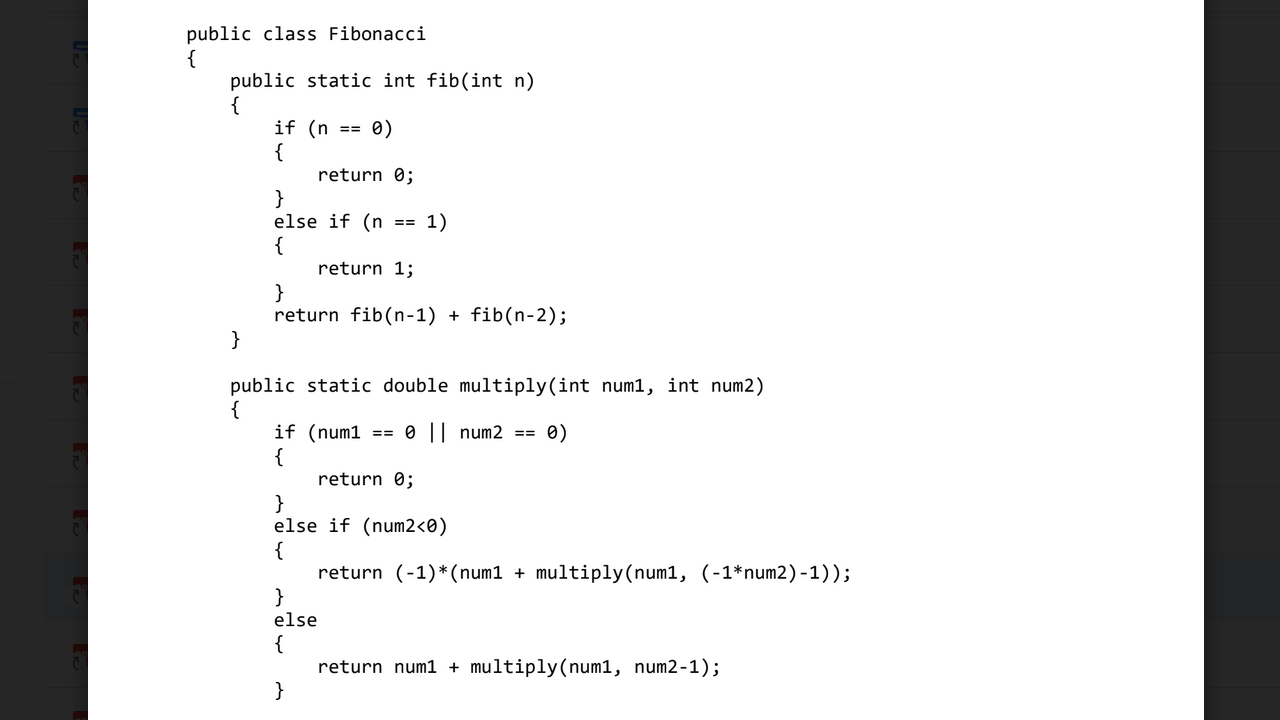 public class Fibonacci
{
    public static int fib(int n)
    {
        if (n == 0)
        {
            return 0;
        }
        else if (n == 1)
        {
            return 1;
        }
        return fib(n-1) + fib(n-2);
    }

    public static double multiply(int num1, int num2)
    {
        if (num1 == 0 || num2 == 0)
        {
            return 0;
        }
        else if (num2<0)
        {
            return (-1)*(num1 + multiply(num1, (-1*num2)-1));
        }
        else
        {
            return num1 + multiply(num1, num2-1);
        }